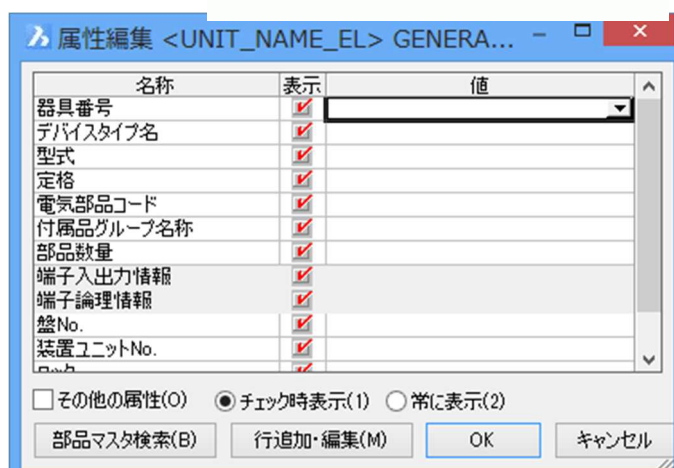 属性編集 <UNIT_NAME_EL> GENERA...
名称 表示 値
器具番号
デバイスタイプ名
型式
定格
電気部品コード
付属品グループ名称
部品数量
端子入出力情報
端子論理情報
盤No.
装置ユニットNo.
その他の属性(O) チェック時表示(1) 常に表示(2)
部品マスタ検索(B) 行追加・編集(M) OK キャンセル